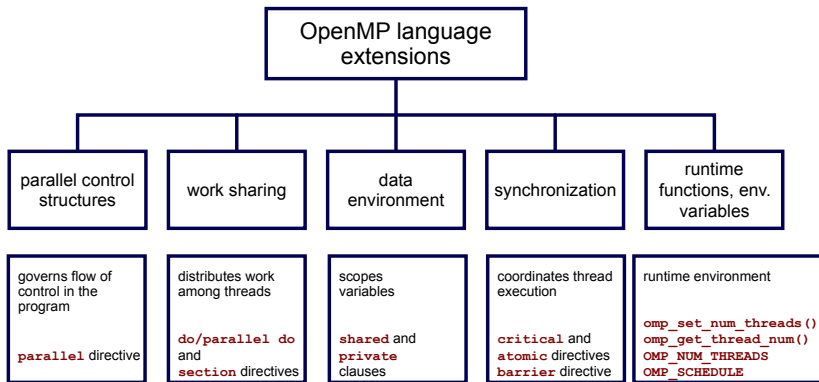 OpenMP language
extensions
parallel control
structures
work sharing
data
environment
synchronization
runtime
functions, env.
variables
governs flow of
control in the
program
parallel directive
distributes work
among threads
do/parallel do
and
section directives
scopes
variables
shared and
private
clauses
coordinates thread
execution
critical and
atomic directives
barrier directive
runtime environment
omp_set_num_threads()
omp_get_thread_num()
OMP_NUM_THREADS
OMP_SCHEDULE